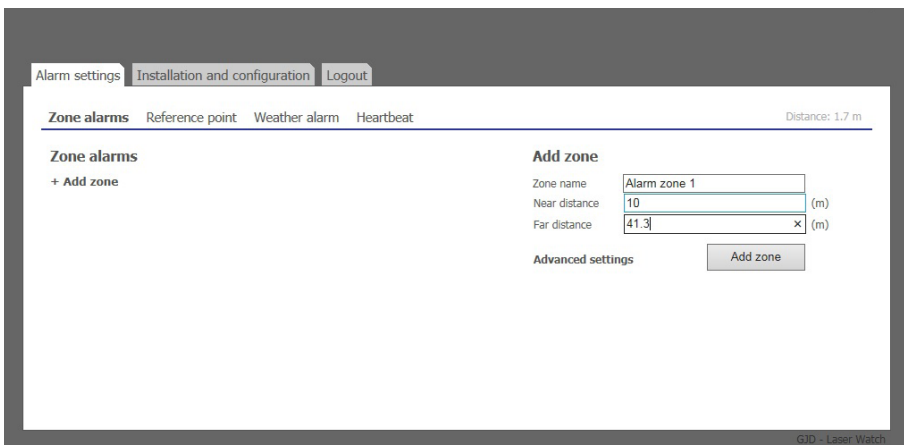 Alarm settings Installation and configuration Logout
Zone alarms Reference point Weather alarm Heartbeat Distance: 1.7 m
Zone alarms
+ Add zone
Add zone
Zone name Alarm zone 1
Near distance 10 (m)
Far distance 41.3 × (m)
Advanced settings Add zone
GJD - Laser Watch